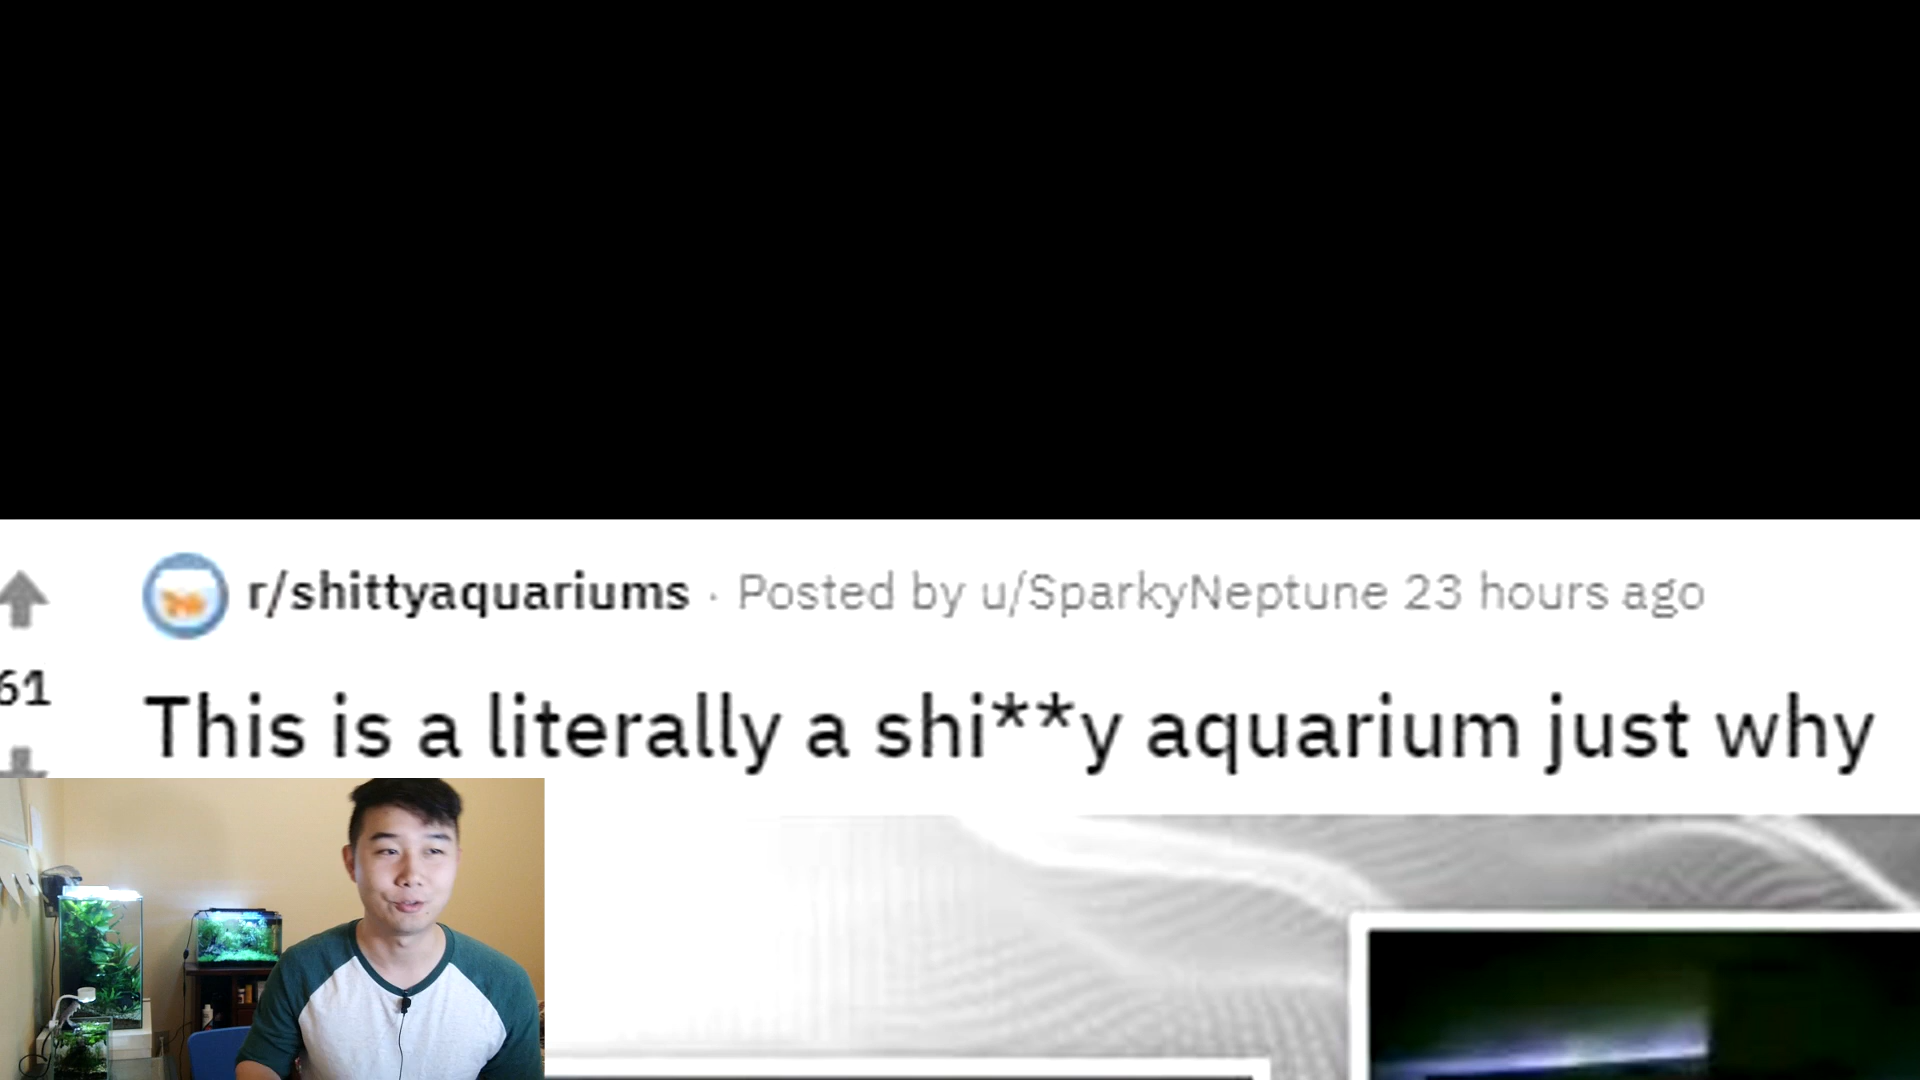 r/shittyaquariums · Posted by u/SparkyNeptune 23 hours ago
61
This is a literally a shi**y aquarium just why